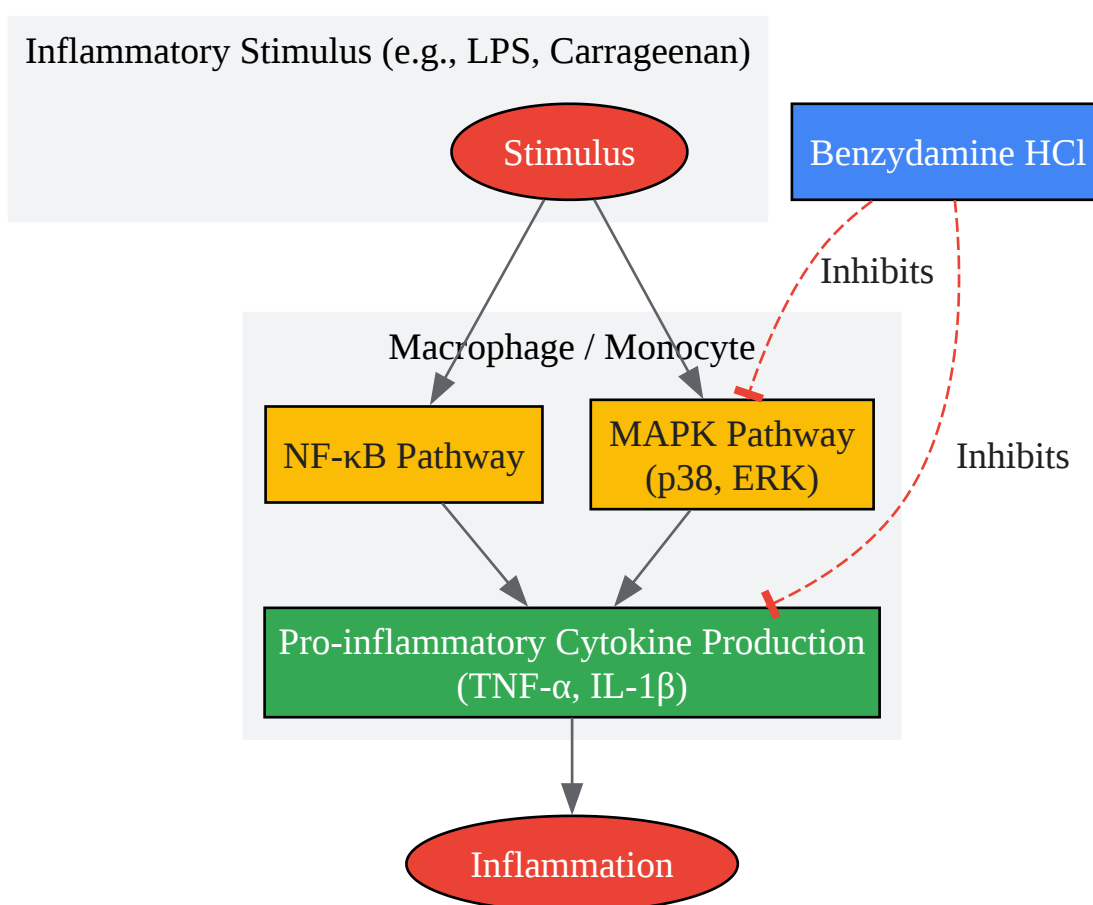 Inflammatory Stimulus (e.g., LPS, Carrageenan)
Stimulus
Benzydamine HCl
Inhibits
Macrophage / Monocyte
NF-κB Pathway
MAPK Pathway
(p38, ERK)
Inhibits
Pro-inflammatory Cytokine Production
(TNF-α, IL-1β)
Inflammation